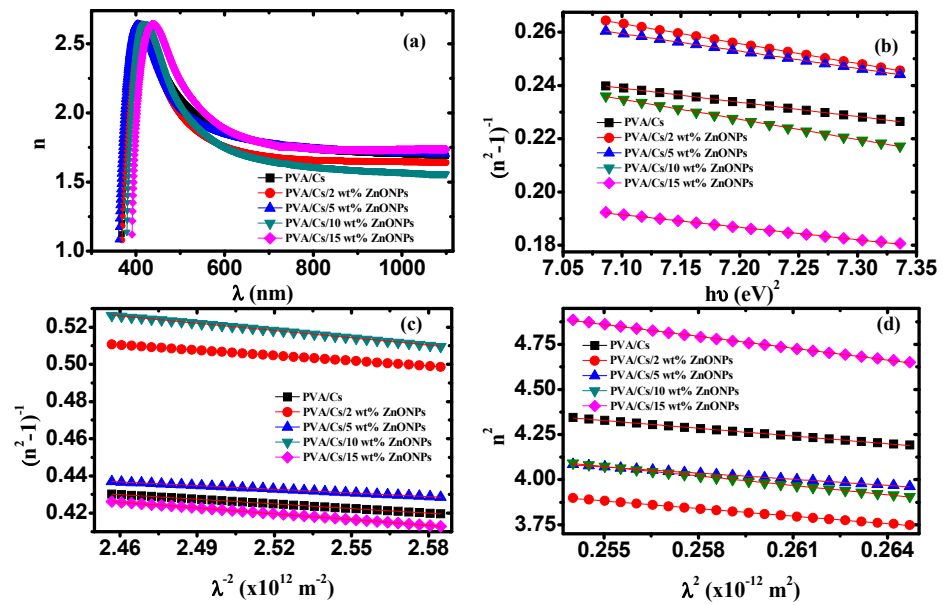 (a)
2.5
2.0
1.5
1.0
n
PVA/Cs
PVA/Cs/2 wt% ZnONPs
PVA/Cs/5 wt% ZnONPs
PVA/Cs/10 wt% ZnONPs
PVA/Cs/15 wt% ZnONPs
400 600 800 1000
λ (nm)
(b)
0.26
0.24
0.22
0.20
0.18
(n²-1)⁻¹
PVA/Cs
PVA/Cs/2 wt% ZnONPs
PVA/Cs/5 wt% ZnONPs
PVA/Cs/10 wt% ZnONPs
PVA/Cs/15 wt% ZnONPs
7.05 7.10 7.15 7.20 7.25 7.30 7.35
hυ (eV)²
(c)
0.52
0.50
0.48
0.46
0.44
0.42
(n²-1)⁻¹
PVA/Cs
PVA/Cs/2 wt% ZnONPs
PVA/Cs/5 wt% ZnONPs
PVA/Cs/10 wt% ZnONPs
PVA/Cs/15 wt% ZnONPs
2.46 2.49 2.52 2.55 2.58
λ⁻² (x10¹² m⁻²)
(d)
4.75
4.50
4.25
4.00
3.75
n²
PVA/Cs
PVA/Cs/2 wt% ZnONPs
PVA/Cs/5 wt% ZnONPs
PVA/Cs/10 wt% ZnONPs
PVA/Cs/15 wt% ZnONPs
0.255 0.258 0.261 0.264
λ² (x10⁻¹² m²)